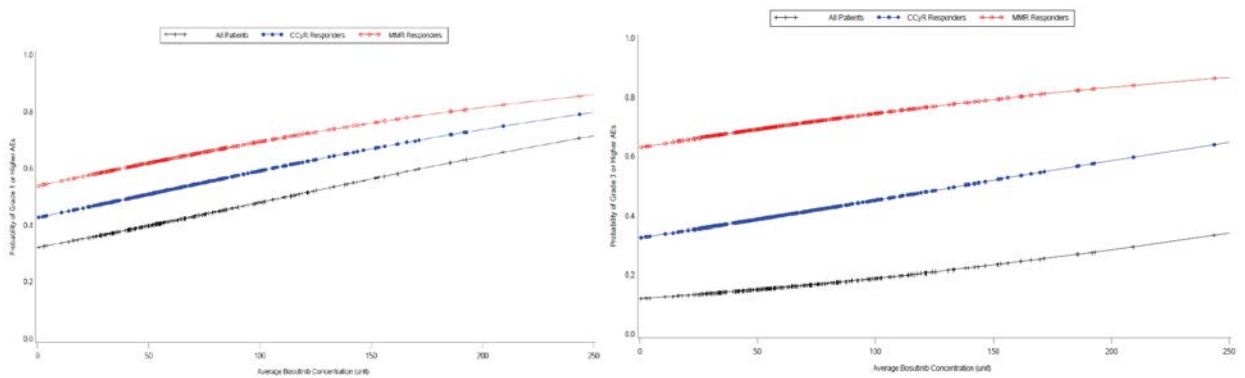 All Patients CCyR Responders MMR Responders
1.0
0.8
0.6
0.4
0.2
0.0
Probability of Grade 1 or Higher AEs
0 50 100 150 200 250
Average Bosutinib Concentration (unit)
All Patients CCyR Responders MMR Responders
1.0
0.8
0.6
0.4
0.2
0.0
Probability of Grade 3 or Higher AEs
0 50 100 150 200 250
Average Bosutinib Concentration (unit)